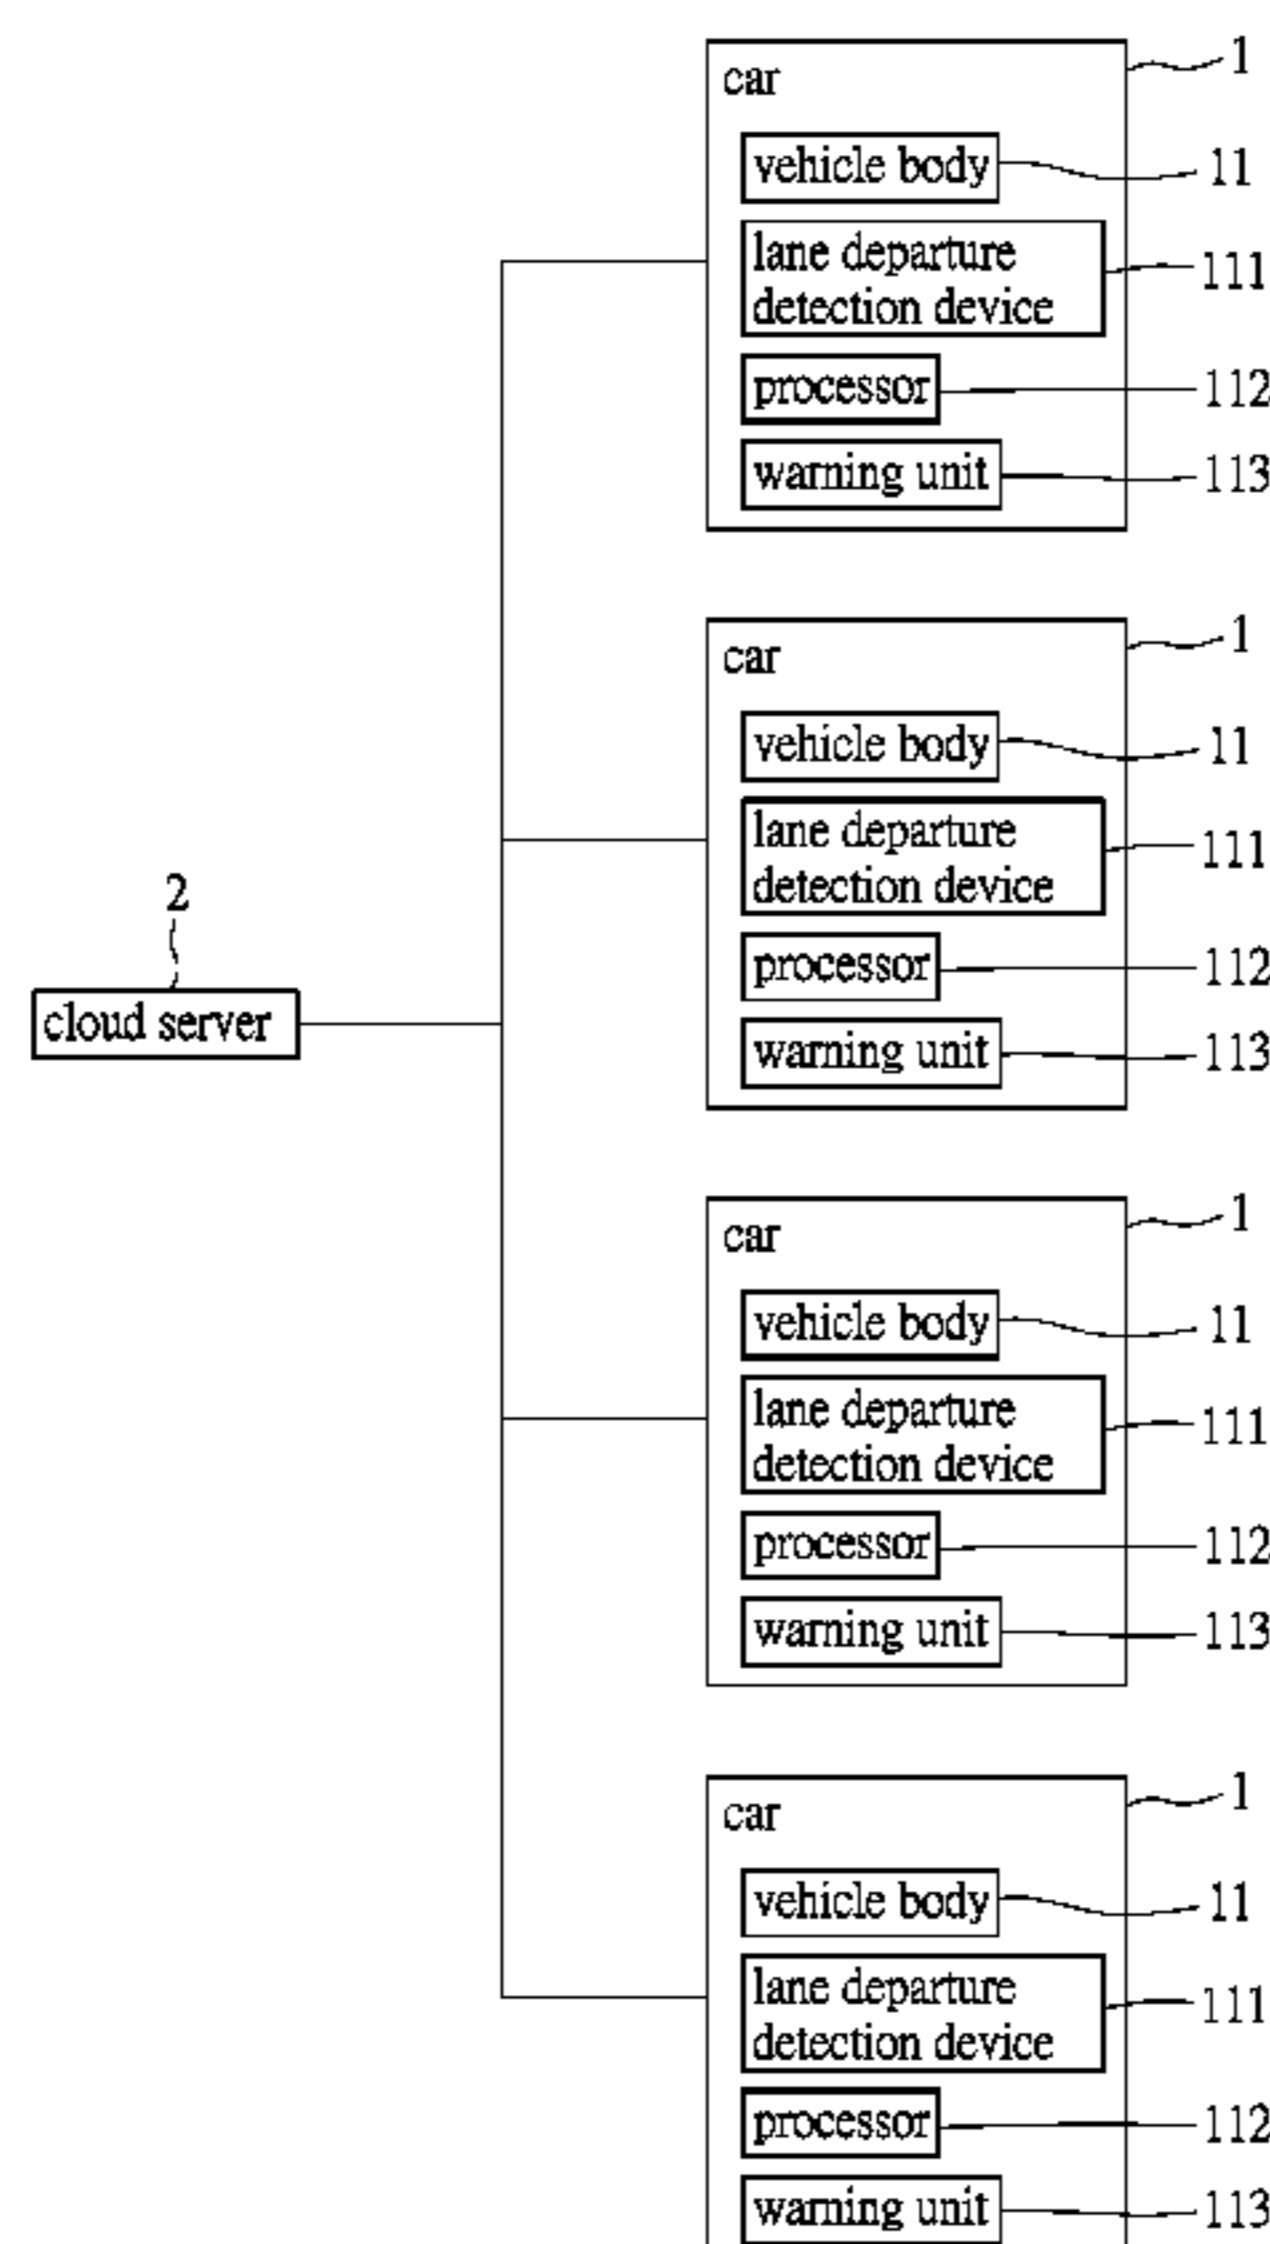 car
1
vehicle body
11
lane departure
detection device
111
processor
112
warning unit
113
car
1
vehicle body
11
lane departure
detection device
111
processor
112
warning unit
113
2
cloud server
car
1
vehicle body
11
lane departure
detection device
111
processor
112
warning unit
113
car
1
vehicle body
11
lane departure
detection device
111
processor
112
warning unit
113